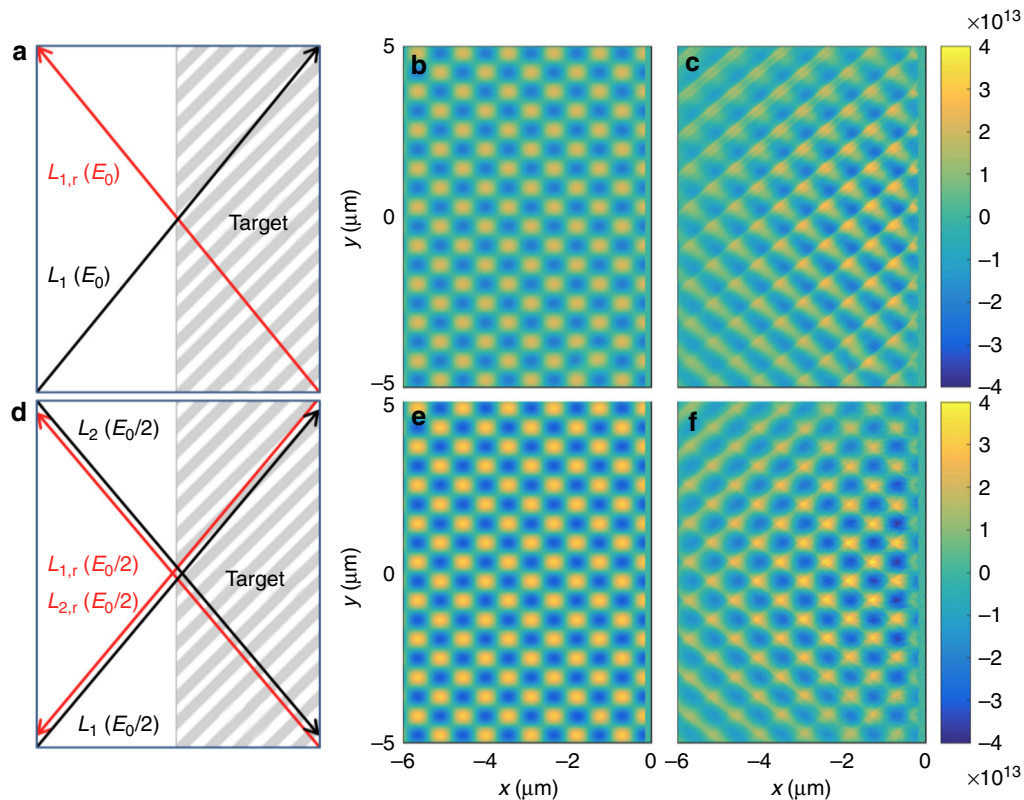 a
L1,r (E0)
L1 (E0)
Target
b
c
5
0
−5
y (μm)
×10^13
4
3
2
1
0
−1
−2
−3
−4
d
L2 (E0/2)
L1,r (E0/2)
L2,r (E0/2)
L1 (E0/2)
Target
e
f
5
0
−5
y (μm)
−6
−4
−2
0
x (μm)
−6
−4
−2
0
x (μm)
4
3
2
1
0
−1
−2
−3
−4
×10^13